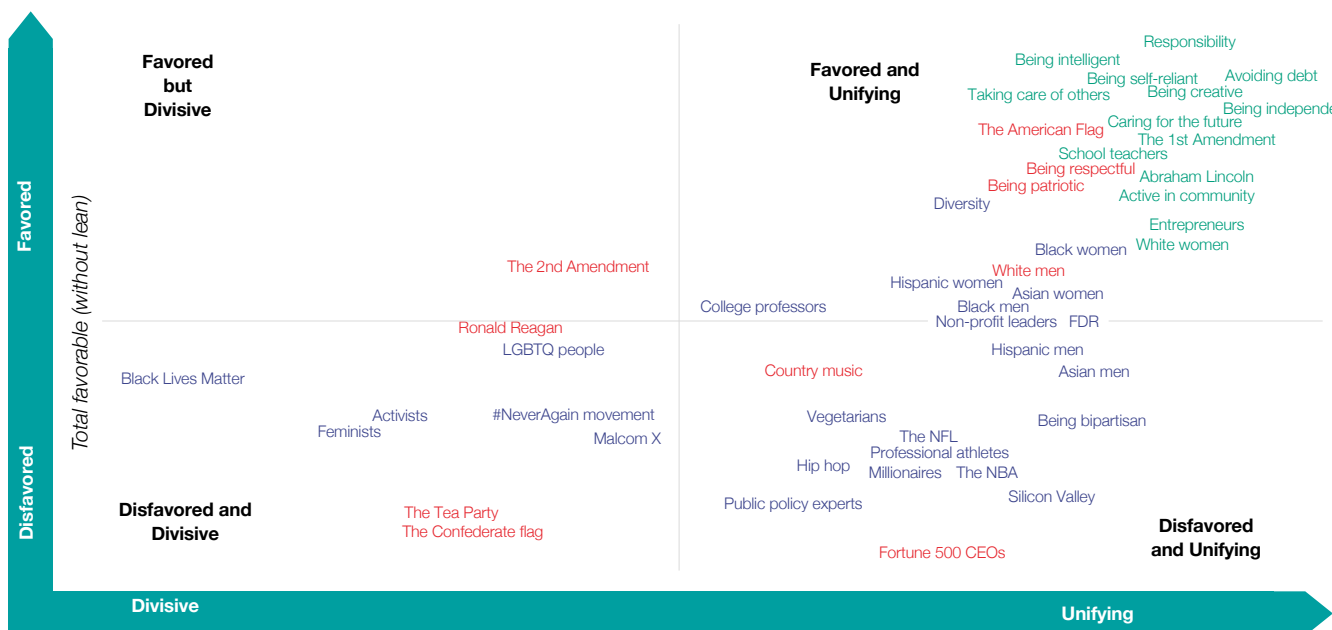 Favored
but
Divisive
Favored and
Unifying
Responsibility
Being intelligent
Being self-reliant
Avoiding debt
Taking care of others
Being creative
Being independe
The American Flag
Caring for the future
The 1st Amendment
School teachers
Being respectful
Being patriotic
Abraham Lincoln
Active in community
Diversity
Entrepreneurs
White women
Black women
The 2nd Amendment
White men
Hispanic women
Asian women
College professors
Black men
Non-profit leaders
FDR
Ronald Reagan
LGBTQ people
Hispanic men
Black Lives Matter
Country music
Asian men
Activists
Feminists
#NeverAgain movement
Malcom X
Vegetarians
Being bipartisan
The NFL
Professional athletes
Hip hop
Millionaires
The NBA
Public policy experts
Silicon Valley
The Tea Party
The Confederate flag
Fortune 500 CEOs
Disfavored and
Divisive
Disfavored
and Unifying
Favored
Disfavored
Total favorable (without lean)
Divisive
Unifying